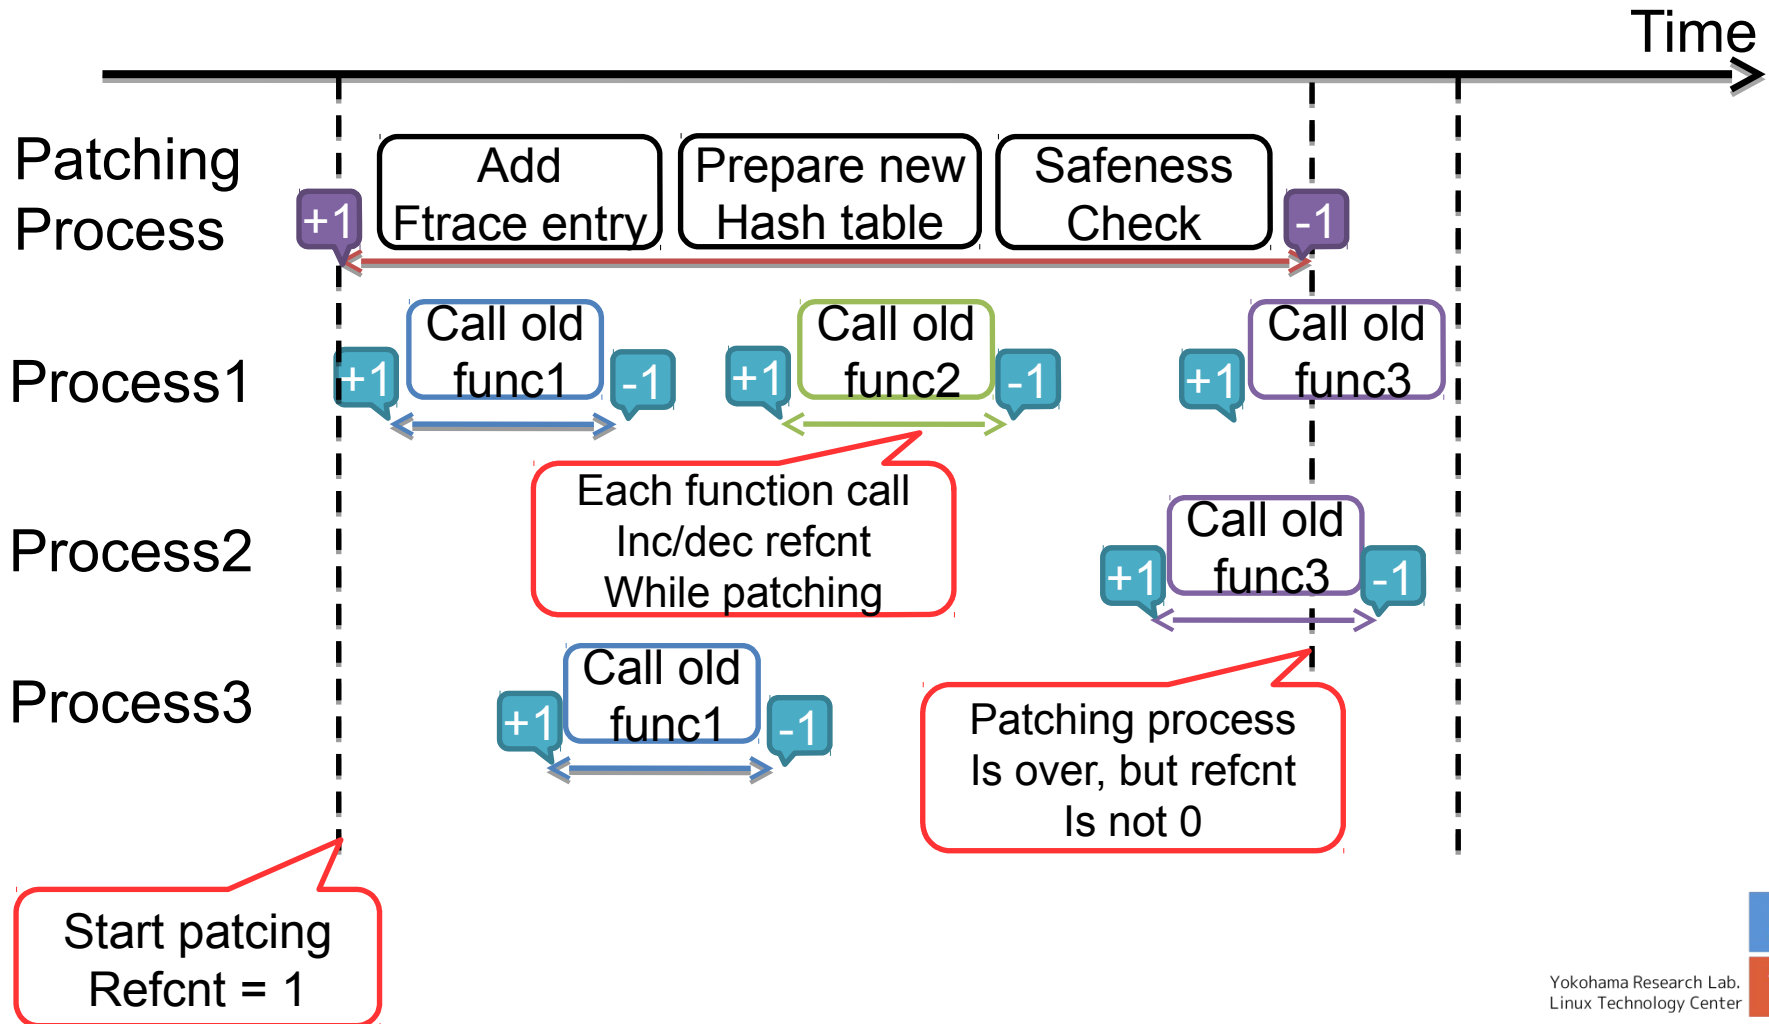 Time
Patching
Process
+1
Add
Ftrace entry
Prepare new
Hash table
Safeness
Check
-1
Process1
+1
Call old
func1
-1
+1
Call old
func2
-1
+1
Call old
func3
Each function call
Inc/dec refcnt
While patching
Process2
+1
Call old
func3
-1
Process3
+1
Call old
func1
-1
Patching process
Is over, but refcnt
Is not 0
Start patcing
Refcnt = 1
Yokohama Research Lab.
Linux Technology Center